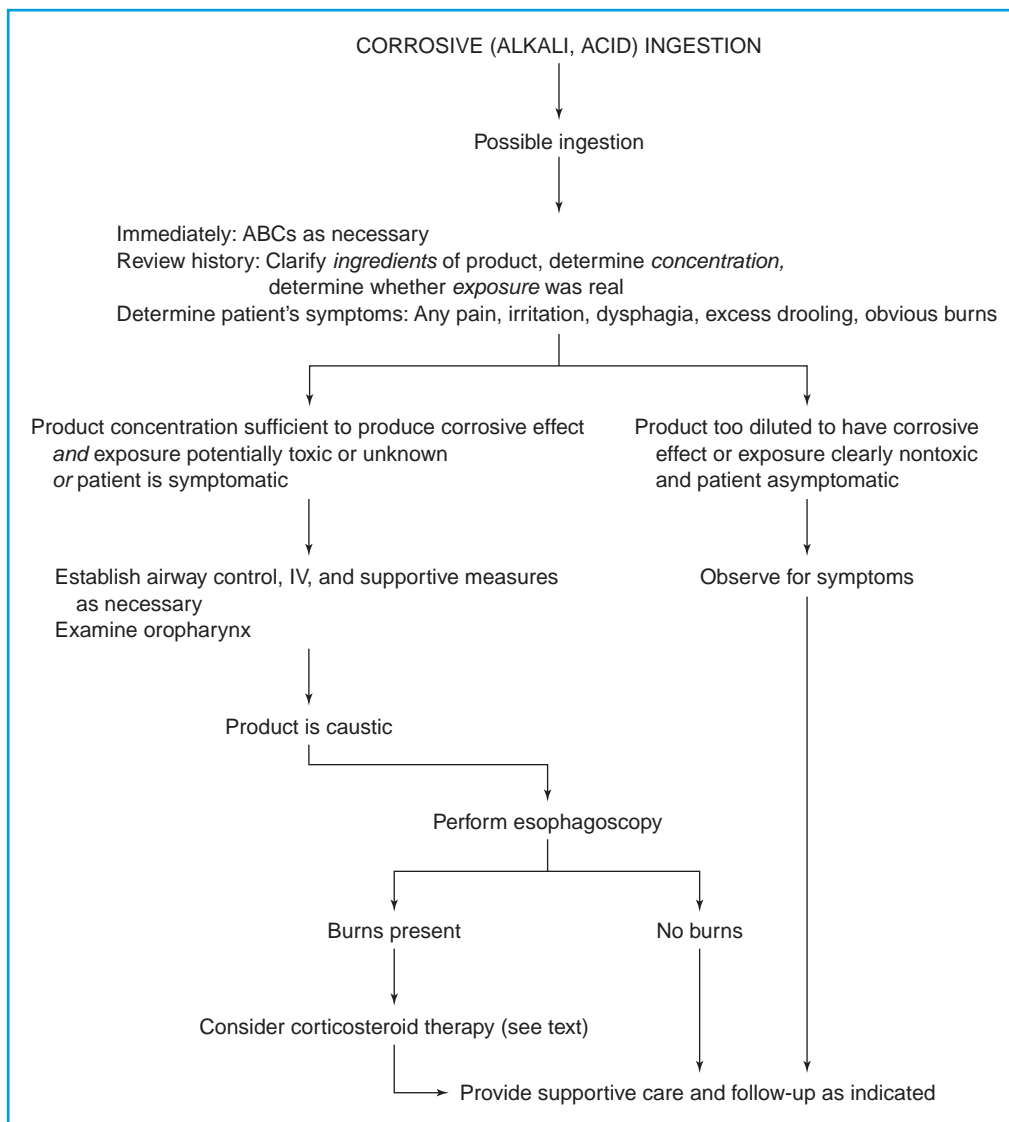 CORROSIVE (ALKALI, ACID) INGESTION
Possible ingestion
Immediately: ABCs as necessary
Review history: Clarify ingredients of product, determine concentration,
determine whether exposure was real
Determine patient's symptoms: Any pain, irritation, dysphagia, excess drooling, obvious burns
Product concentration sufficient to produce corrosive effect
and exposure potentially toxic or unknown
or patient is symptomatic
Product too diluted to have corrosive
effect or exposure clearly nontoxic
and patient asymptomatic
Establish airway control, IV, and supportive measures
as necessary
Examine oropharynx
Observe for symptoms
Product is caustic
Perform esophagoscopy
Burns present
No burns
Consider corticosteroid therapy (see text)
Provide supportive care and follow-up as indicated